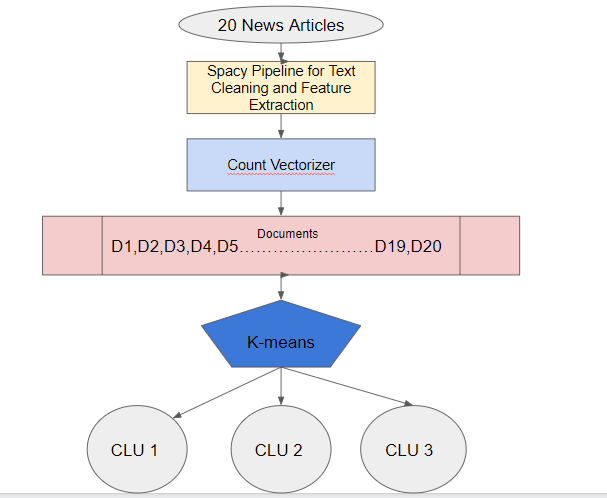 20 News Articles
Spacy Pipeline for Text
Cleaning and Feature
Extraction
Count Vectorizer
Documents
D1,D2,D3,D4,D5……………………D19,D20
K-means
CLU 1
CLU 2
CLU 3